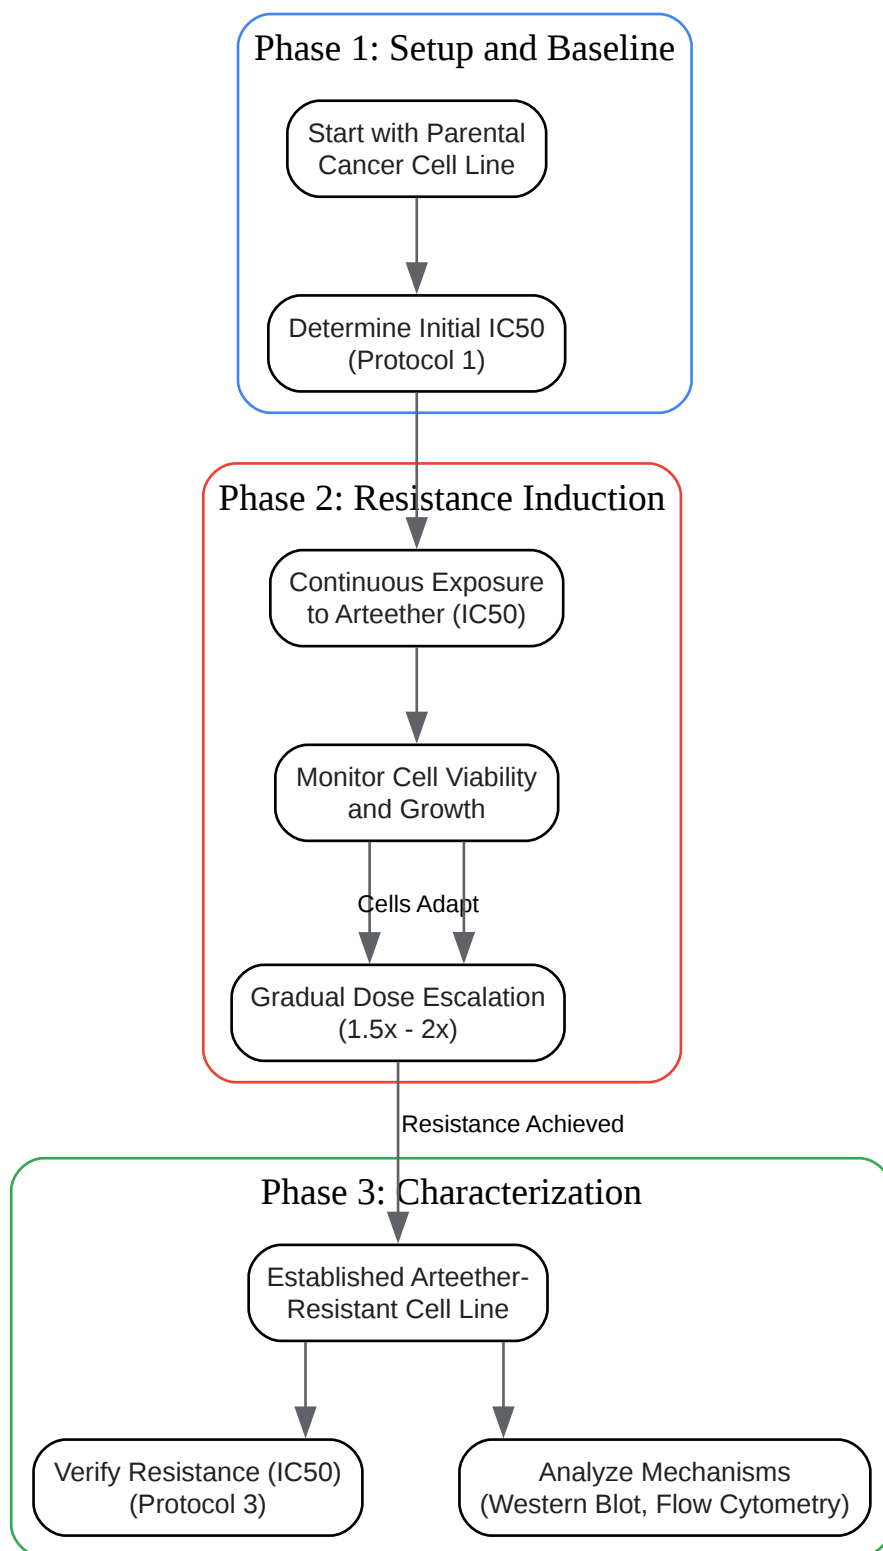 Phase 1: Setup and Baseline
Start with Parental
Cancer Cell Line
Determine Initial IC50
(Protocol 1)
Phase 2: Resistance Induction
Continuous Exposure
to Arteether (IC50)
Monitor Cell Viability
and Growth
Cells Adapt
Gradual Dose Escalation
(1.5x - 2x)
Resistance Achieved
Phase 3: Characterization
Established Arteether-
Resistant Cell Line
Verify Resistance (IC50)
(Protocol 3)
Analyze Mechanisms
(Western Blot, Flow Cytometry)